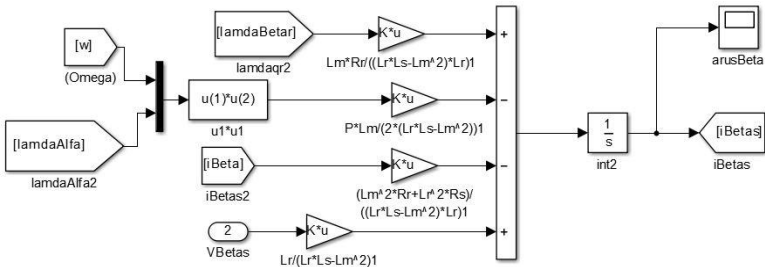 [lamdaBetar]
K*u
+
lamdaqr2
Lm*Rr/((Lr*Ls-Lm^2)*Lr)1
arusBeta
[w]
(Omega)
u(1)*u(2)
u1*u1
K*u
−
P*Lm/(2*(Lr*Ls-Lm^2))1
[lamdaAlfa]
lamdaAlfa2
1
s
int2
[iBetas]
iBetas
[iBeta]
iBetas2
K*u
−
(Lm^2*Rr+Lr^2*Rs)/
((Lr*Ls-Lm^2)*Lr)1
2
VBetas
K*u
+
Lr/(Lr*Ls-Lm^2)1